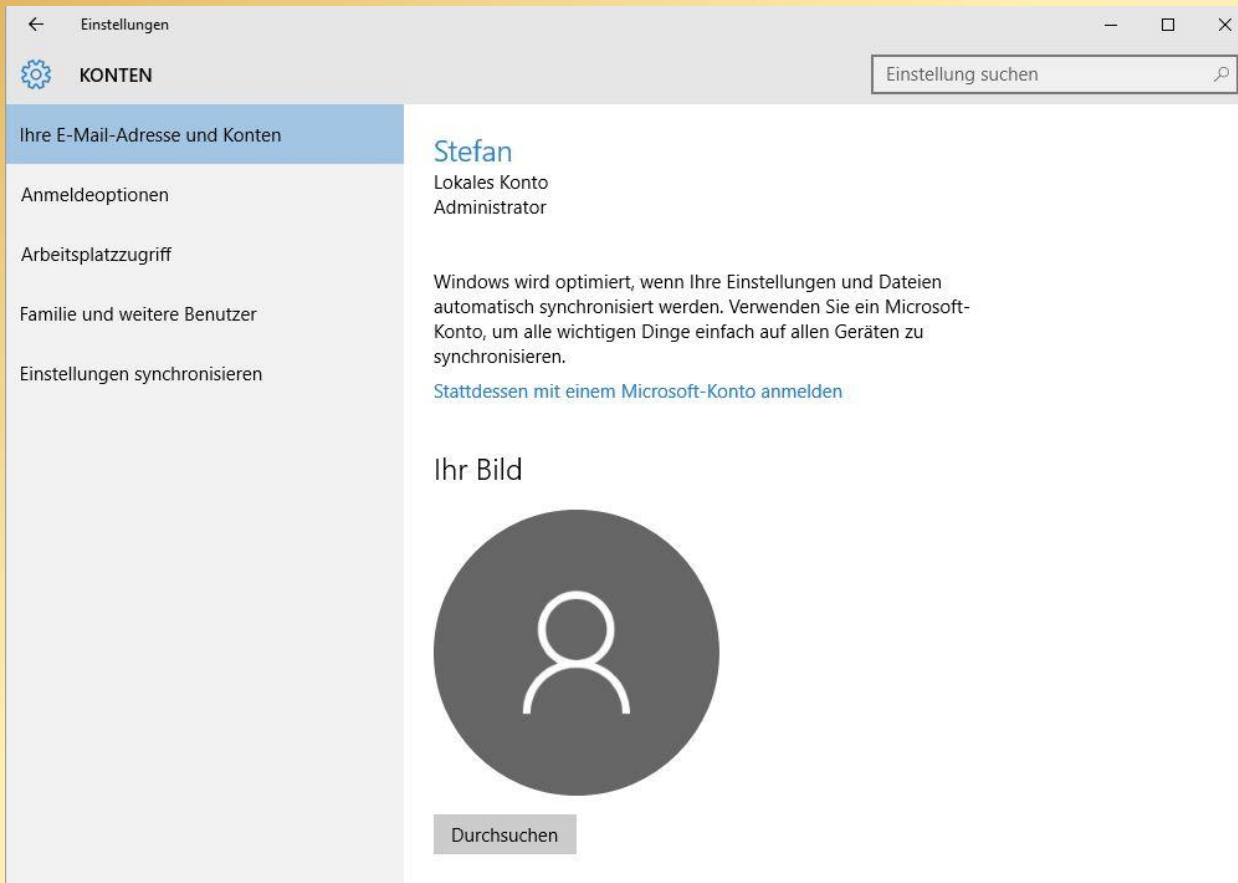 Einstellungen
KONTEN
Einstellung suchen
Ihre E-Mail-Adresse und Konten
Anmeldeoptionen
Arbeitsplatzzugriff
Familie und weitere Benutzer
Einstellungen synchronisieren
Stefan
Lokales Konto
Administrator
Windows wird optimiert, wenn Ihre Einstellungen und Dateien
automatisch synchronisiert werden. Verwenden Sie ein Microsoft-
Konto, um alle wichtigen Dinge einfach auf allen Geräten zu
synchronisieren.
Stattdessen mit einem Microsoft-Konto anmelden
Ihr Bild
Durchsuchen